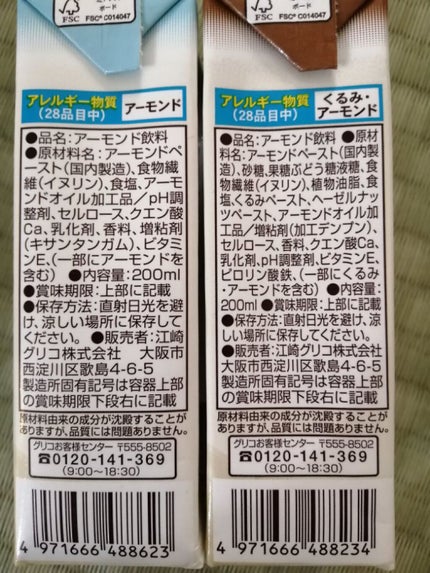 ボード
FSC
FSC® C014047
アレルギー物質
(28品目中)
アーモンド
●品名:アーモンド飲料
●原材料名:アーモンドペ
ースト(国内製造)、食物
繊維(イヌリン)、食塩、アーモ
ンドオイル加工品/pH調
整剤、セルロース、クエン酸
Ca、乳化剤、香料、増粘剤
(キサンタンガム)、ビタミ
ンE、(一部にアーモンドを
含む) ●内容量:200ml
●賞味期限:上部に記載
●保存方法:直射日光を避
け、涼しい場所に保存して
ください。●販売者:江崎
グリコ株式会社 大阪市
西淀川区歌島4-6-5
製造所固有記号は容器上部
の賞味期限下段右に記載
原材料由来の成分が沈殿することが
ありますが、品質には問題ありません。
グリコお客様センター 〒555-8502
☎0120-141-369
(9:00~18:30)
4 971666 488623
ボード
FSC
FSC® C014047
アレルギー物質
(28品目中)
くるみ・
アーモンド
●品名:アーモンド飲料 ●原材
料名:アーモンドペースト(国内製
造)、砂糖、果糖ぶどう糖液糖、食
物繊維(イヌリン)、植物油脂、食
塩、くるみペースト、ヘーゼルナ
ッツペースト、アーモンドオイル加
工品/増粘剤(加工デンプン)、
セルロース、香料、クエン酸Ca、
乳化剤、pH調整剤、ビタミンE、
ピロリン酸鉄、(一部にくるみ
・アーモンドを含む) ●内容量:
200ml ●賞味期限:上部に記載
●保存方法:直射日光を避け、涼
しい場所に保存してください。
●販売者:江崎グリコ株式会社
大阪市西淀川区歌島4-6-5
製造所固有記号は容器上部
の賞味期限下段右に記載
原材料由来の成分が沈殿することが
ありますが、品質には問題ありません。
グリコお客様センター 〒555-8502
☎0120-141-369
(9:00~18:30)
4 971666 488234